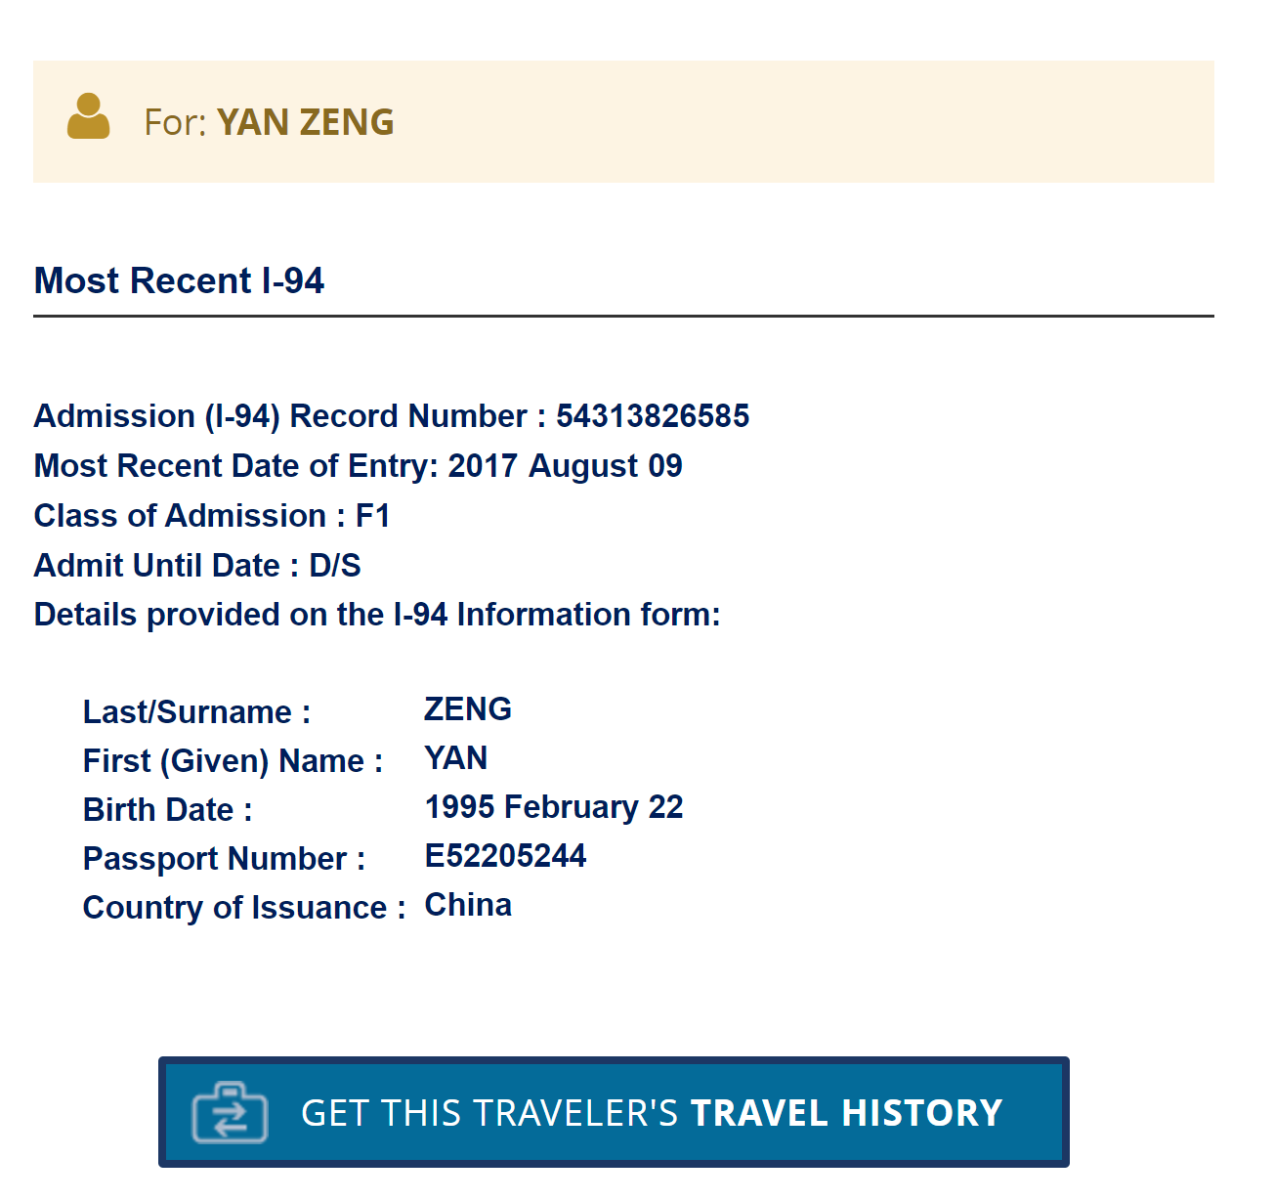 For: YAN ZENG
Most Recent I-94
Admission (I-94) Record Number : 54313826585
Most Recent Date of Entry: 2017 August 09
Class of Admission : F1
Admit Until Date : D/S
Details provided on the I-94 Information form:
Last/Surname : ZENG
First (Given) Name : YAN
Birth Date : 1995 February 22
Passport Number : E52205244
Country of Issuance : China
GET THIS TRAVELER'S TRAVEL HISTORY